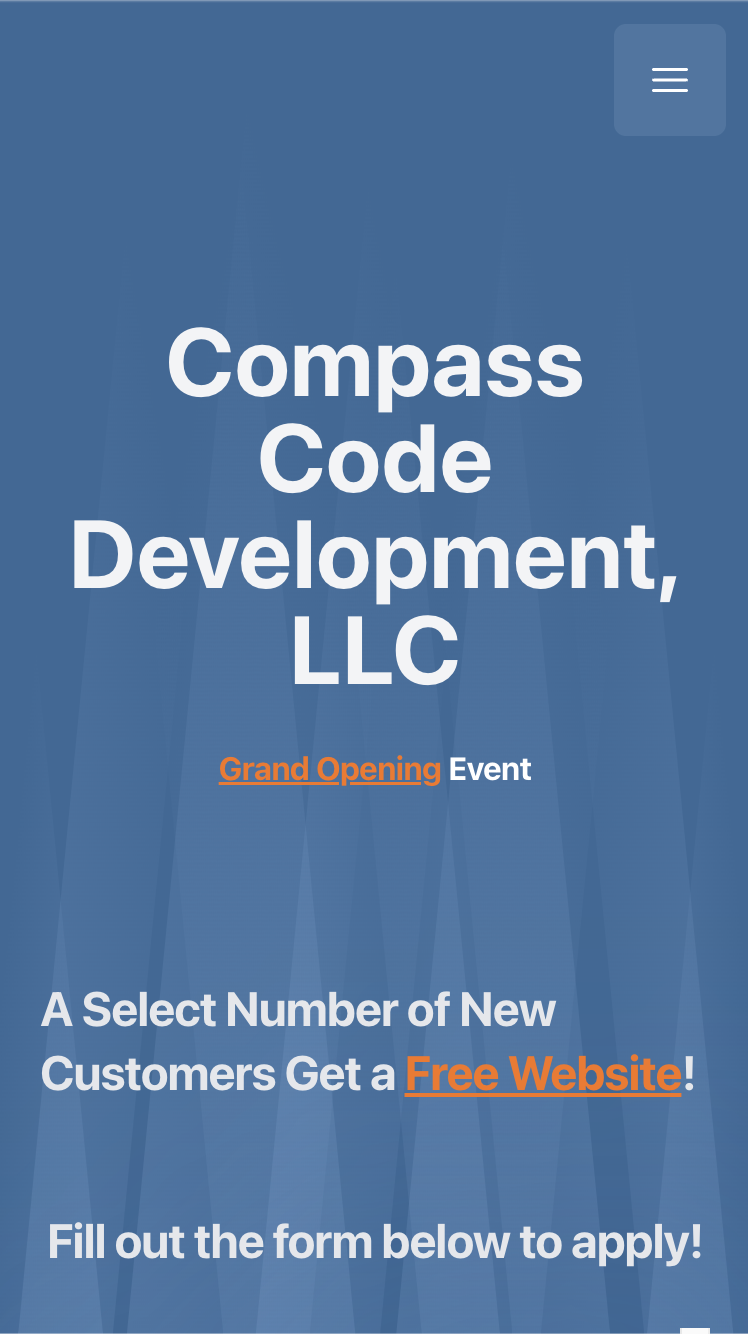 Compass
Code
Development,
LLC
Grand Opening Event
A Select Number of New
Customers Get a Free Website!
Fill out the form below to apply!